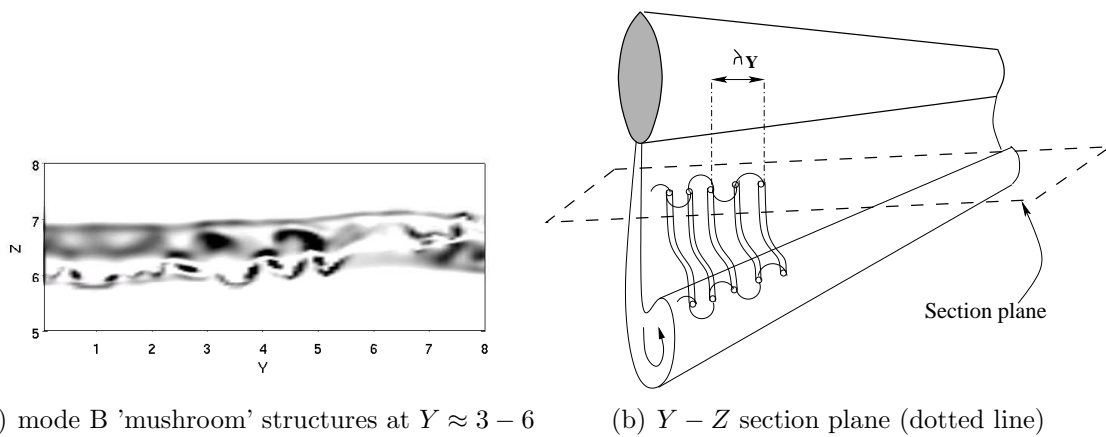 8
7
6
5
Z
1 2 3 4 5 6 7 8
Y
λY
Section plane
) mode B 'mushroom' structures at Y ≈ 3 − 6
(b) Y − Z section plane (dotted line)